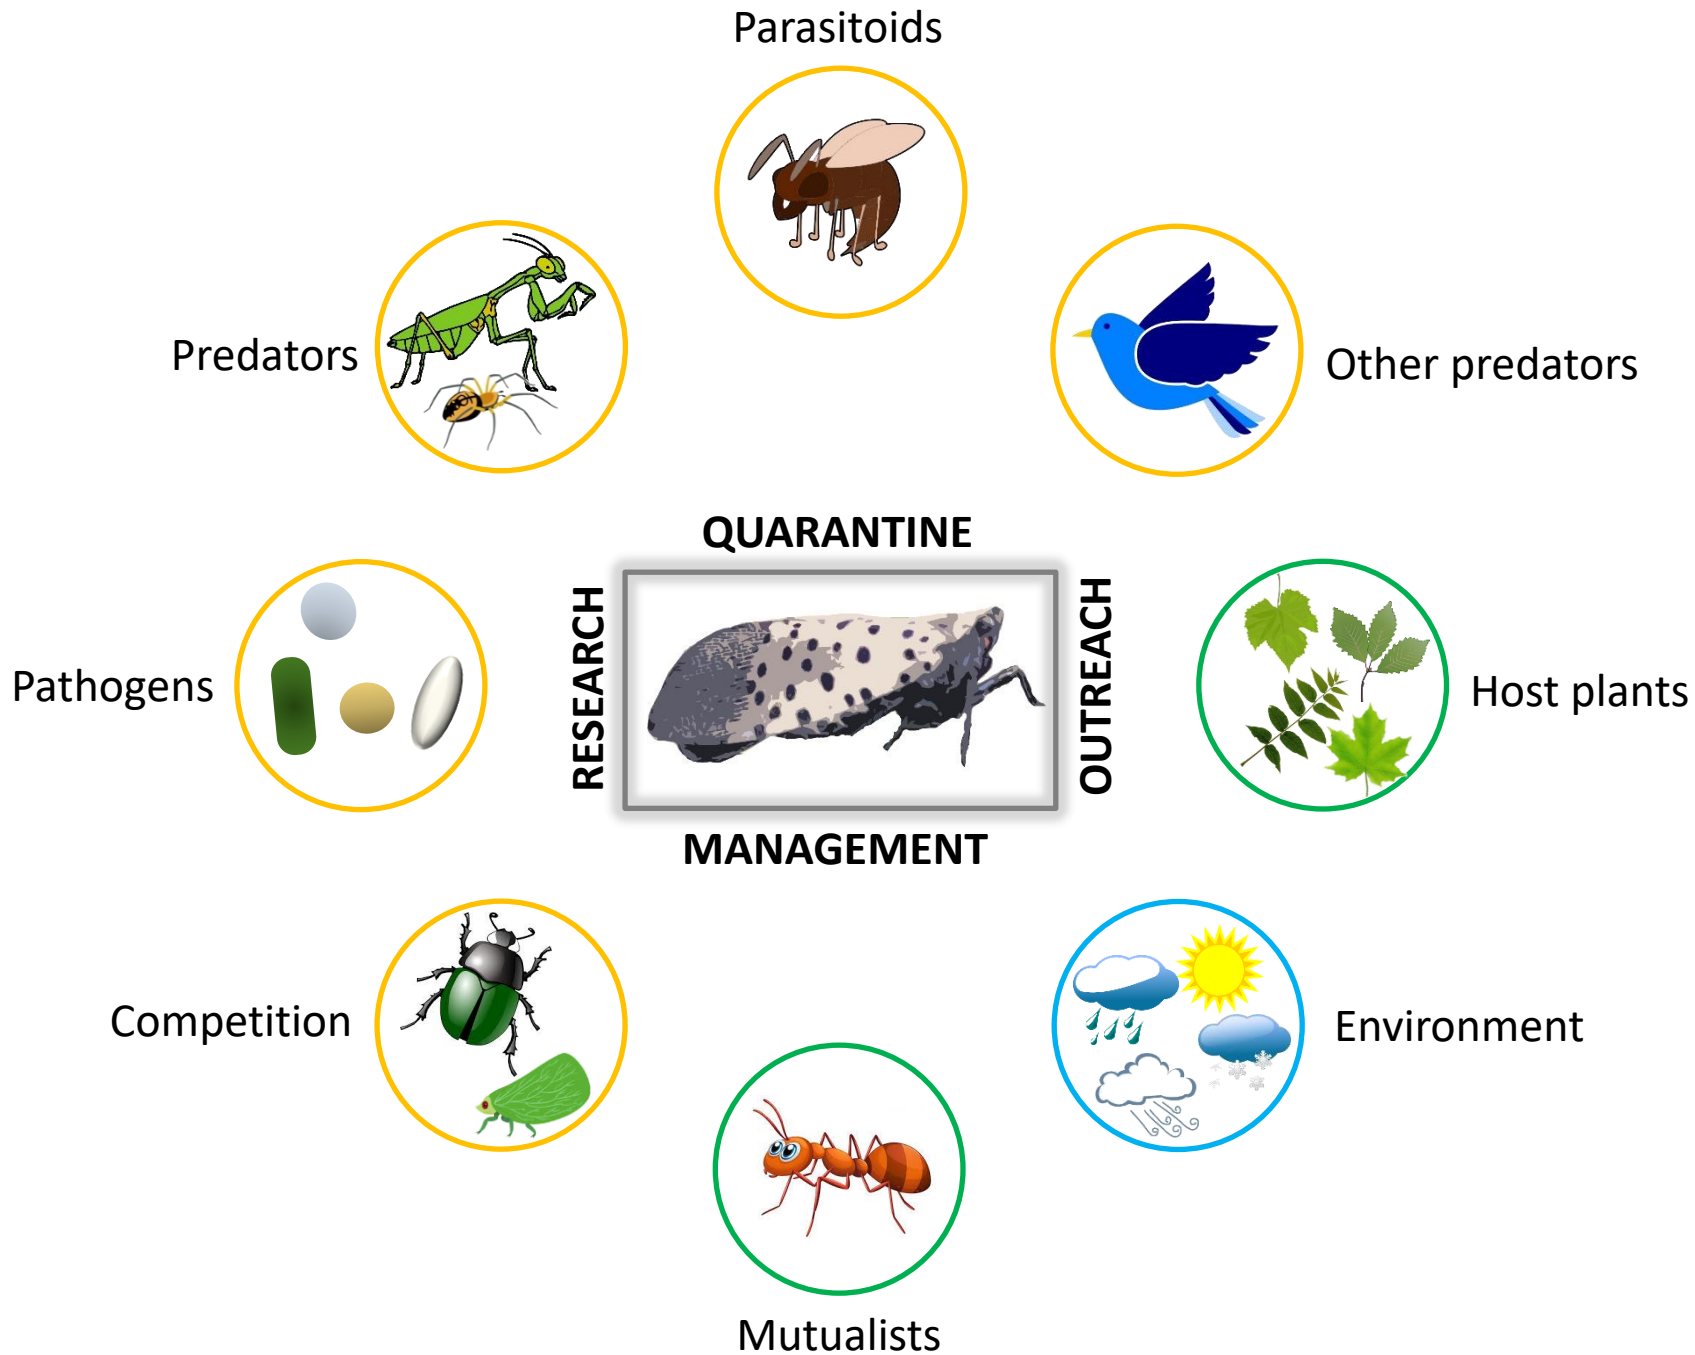 Parasitoids
Predators
Other predators
QUARANTINE
RESEARCH
OUTREACH
Pathogens
Host plants
MANAGEMENT
Competition
Environment
Mutualists